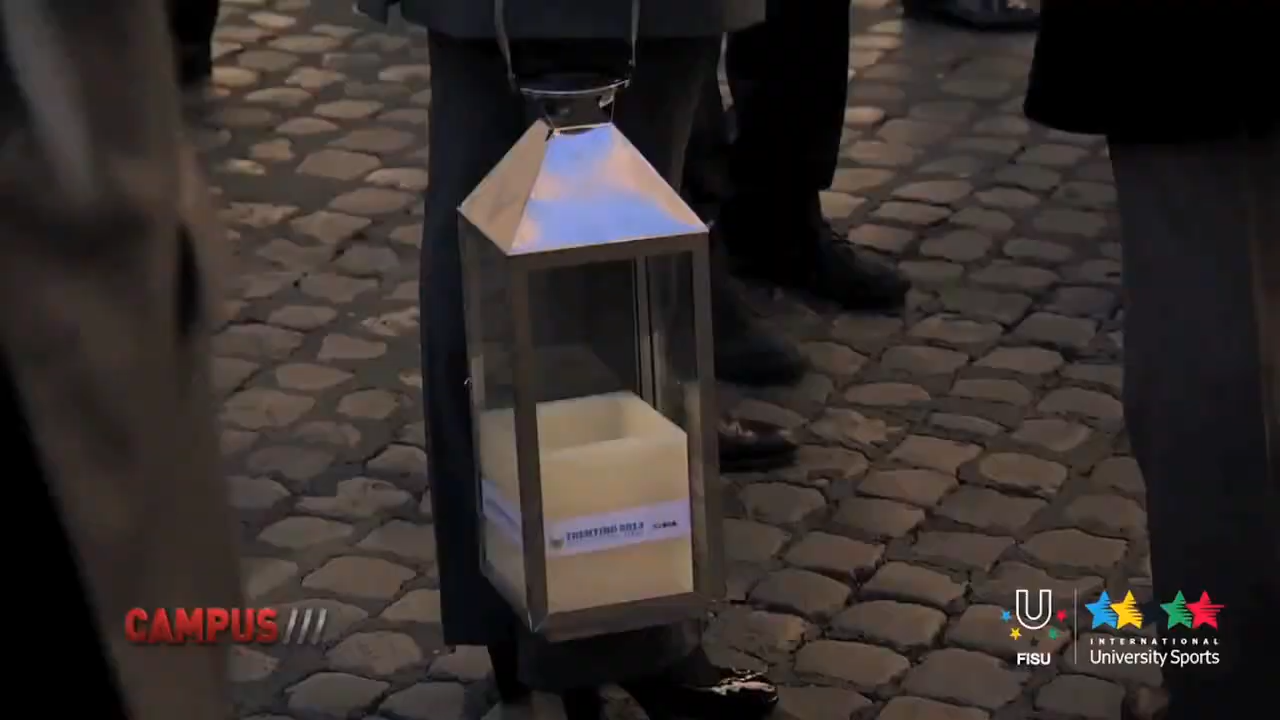 TRENTINO 2013
CAMPUS ///
U
FISU
INTERNATIONAL
University Sports